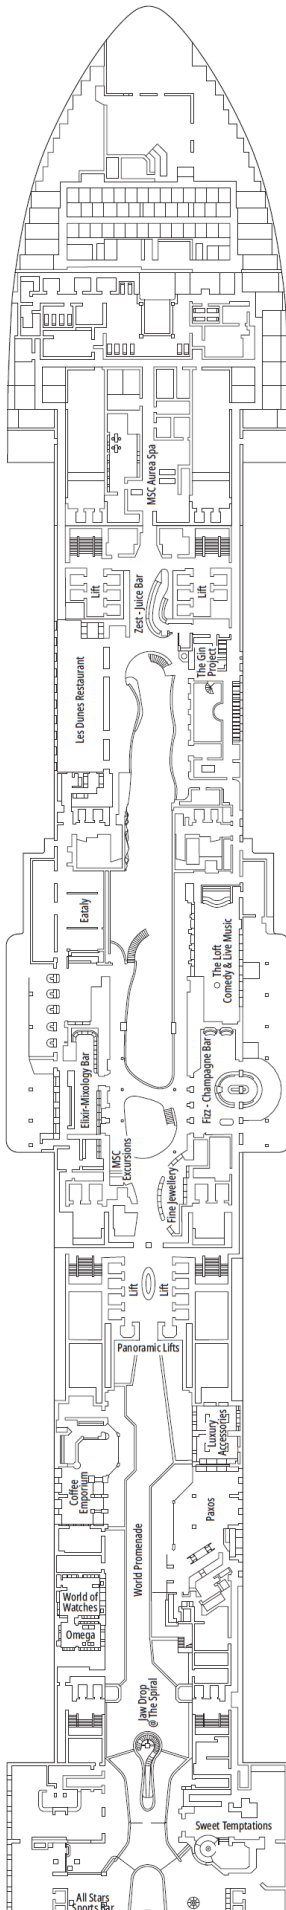 MSC Aurea Spa
Lift
Zest - Juice Bar
Lift
Les Dunes Restaurant
The Gin
Project
Eataly
The Loft
Comedy & Live Music
Elixir-Mixology Bar
Fizz - Champagne Bar
MSC
Excursions
Fine Jewellery
Lift
Lift
Panoramic Lifts
Luxury
Accessories
Coffee
Emporium
Paxos
World Promenade
World of
Watches
Omega
Jaw Drop
@ The Spiral
Sweet Temptations
All Stars
Sports Bar